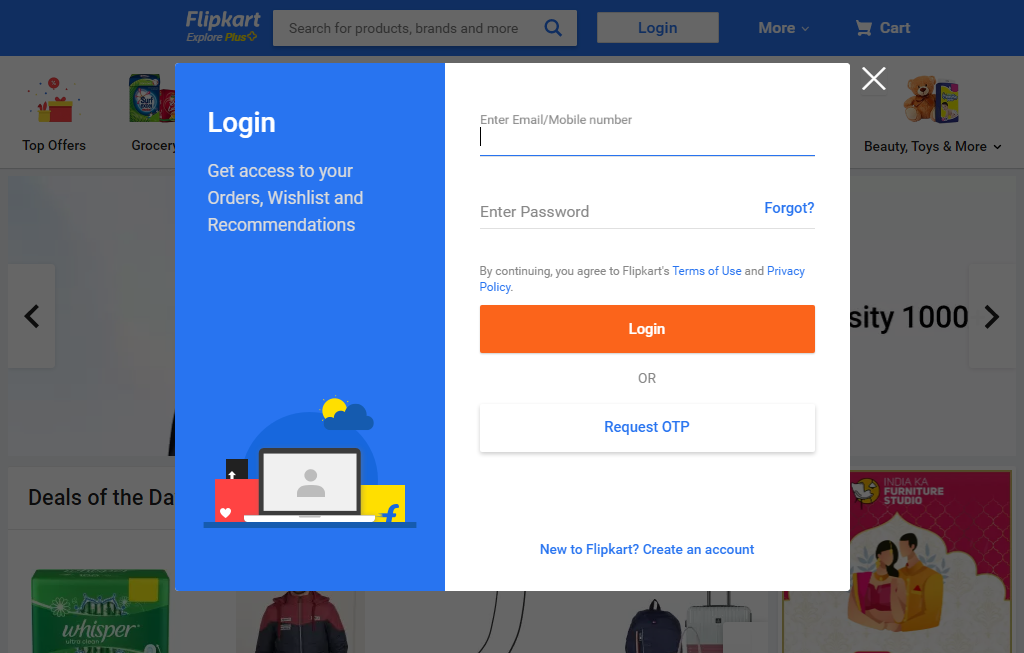 Flipkart
Explore Plus
Search for products, brands and more
Login
More
Cart
Top Offers
Grocery
Beauty, Toys & More
Surf
Login
Get access to your
Orders, Wishlist and
Recommendations
Enter Email/Mobile number
Enter Password
Forgot?
By continuing, you agree to Flipkart's Terms of Use and Privacy
Policy.
Login
OR
Request OTP
New to Flipkart? Create an account
sity 1000
Deals of the Da
INDIA KA
FURNITURE
STUDIO
whisper
ultra clean